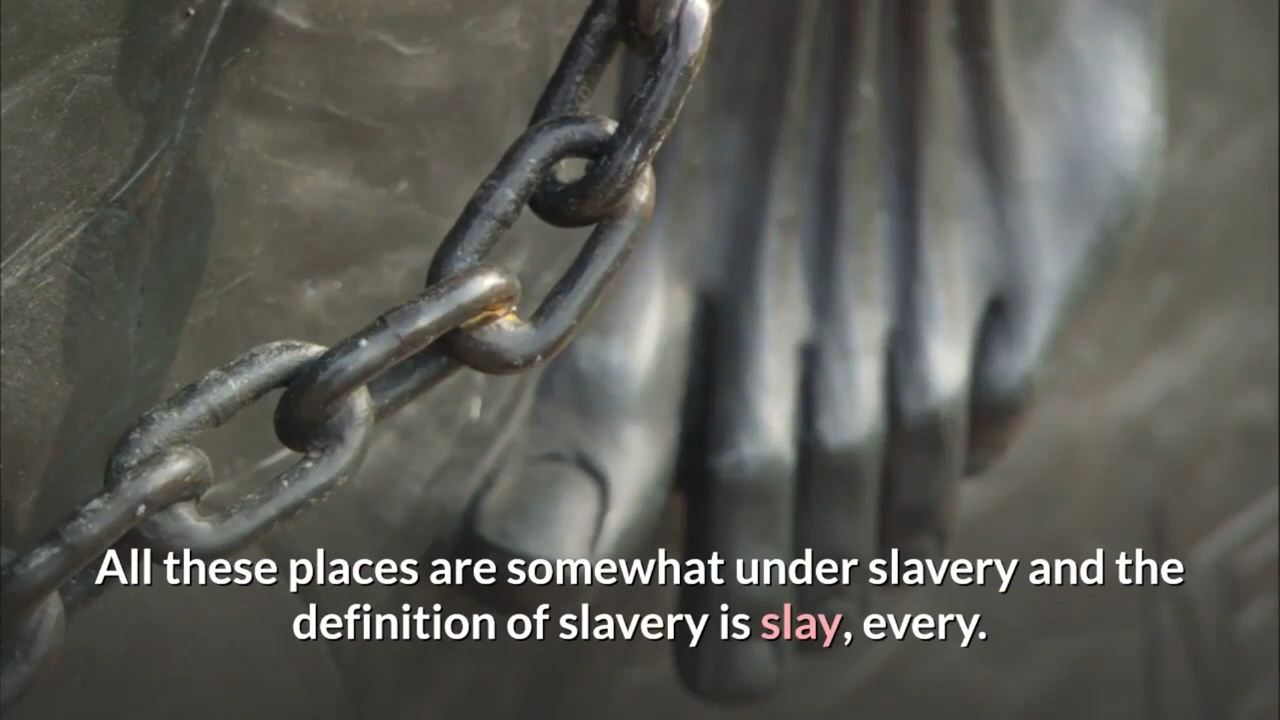 All these places are somewhat under slavery and the
definition of slavery is slay, every.